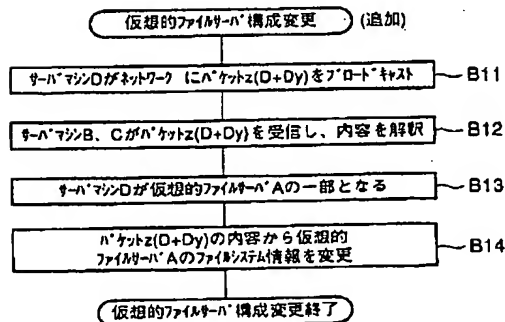 仮想的ﾌｧｲﾙｻｰﾊﾞ構成変更 (追加)
ｻｰﾊﾞﾏｼﾝDがﾈｯﾄﾜｰｸ にﾊﾟｹｯﾄz(D+Dy)をﾌﾞﾛｰﾄﾞｷｬｽﾄ B11
ｻｰﾊﾞﾏｼﾝB、Cがﾊﾟｹｯﾄz(D+Dy)を受信し、内容を解釈 B12
ｻｰﾊﾞﾏｼﾝDが仮想的ﾌｧｲﾙｻｰﾊﾞAの一部となる B13
ﾊﾟｹｯﾄz(D+Dy)の内容から仮想的
ﾌｧｲﾙｻｰﾊﾞAのﾌｧｲﾙｼｽﾃﾑ情報を変更 B14
仮想的ﾌｧｲﾙｻｰﾊﾞ構成変更終了